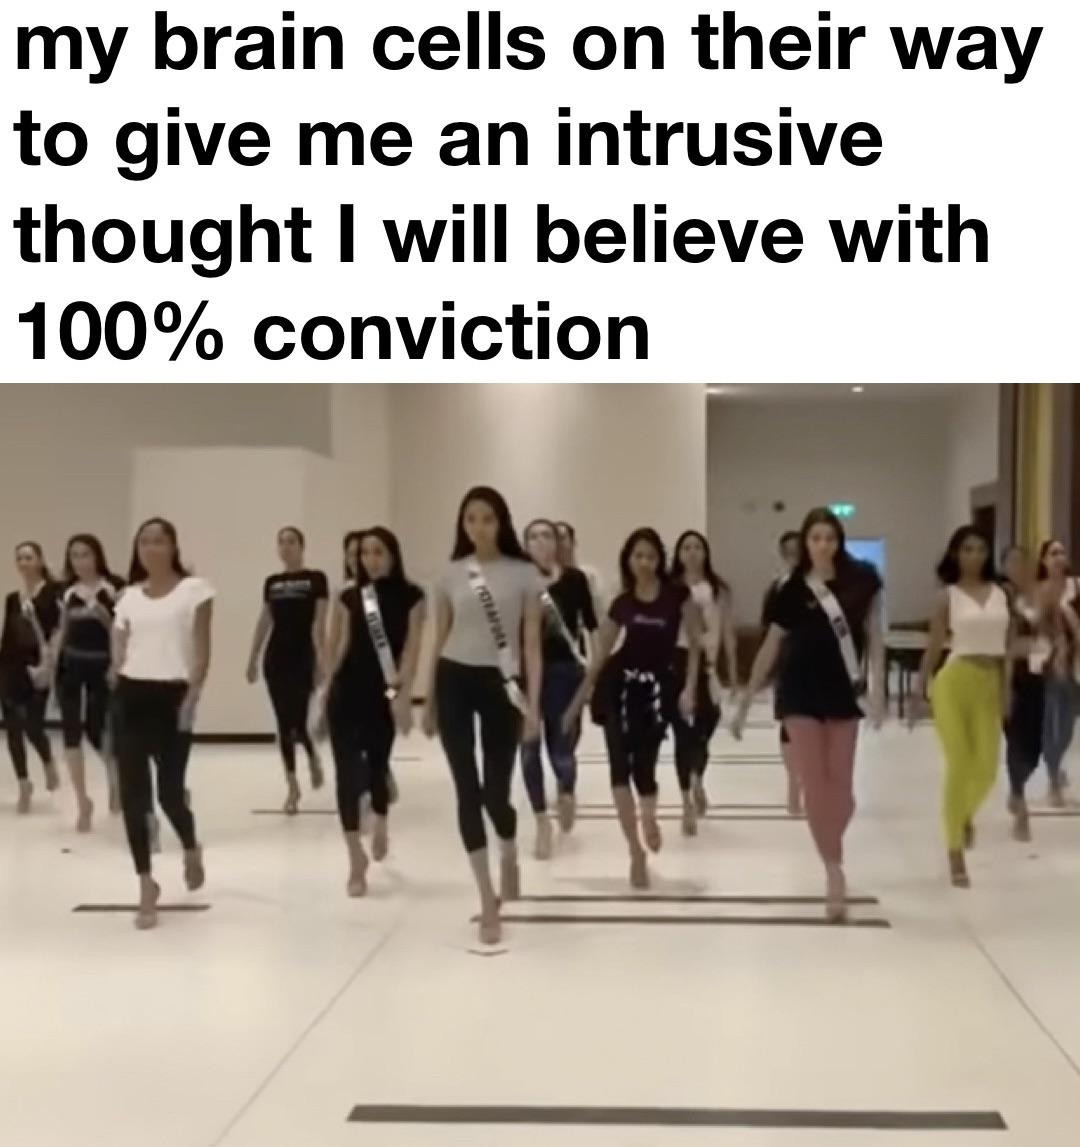 my brain cells on their way
to give me an intrusive
thought I will believe with
100% conviction